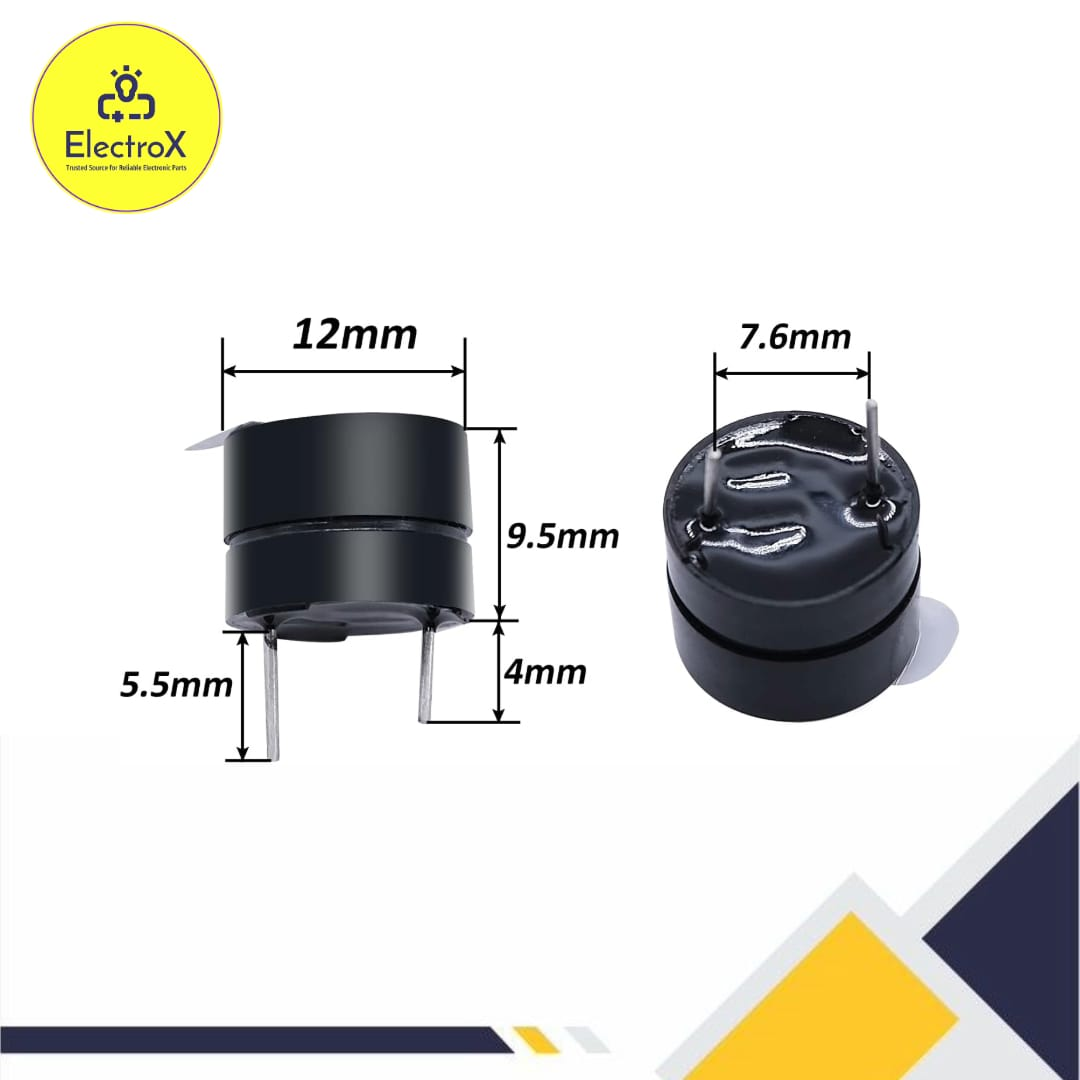 ElectroX
Trusted Source for Reliable Electronic Parts
12mm
7.6mm
9.5mm
5.5mm
4mm